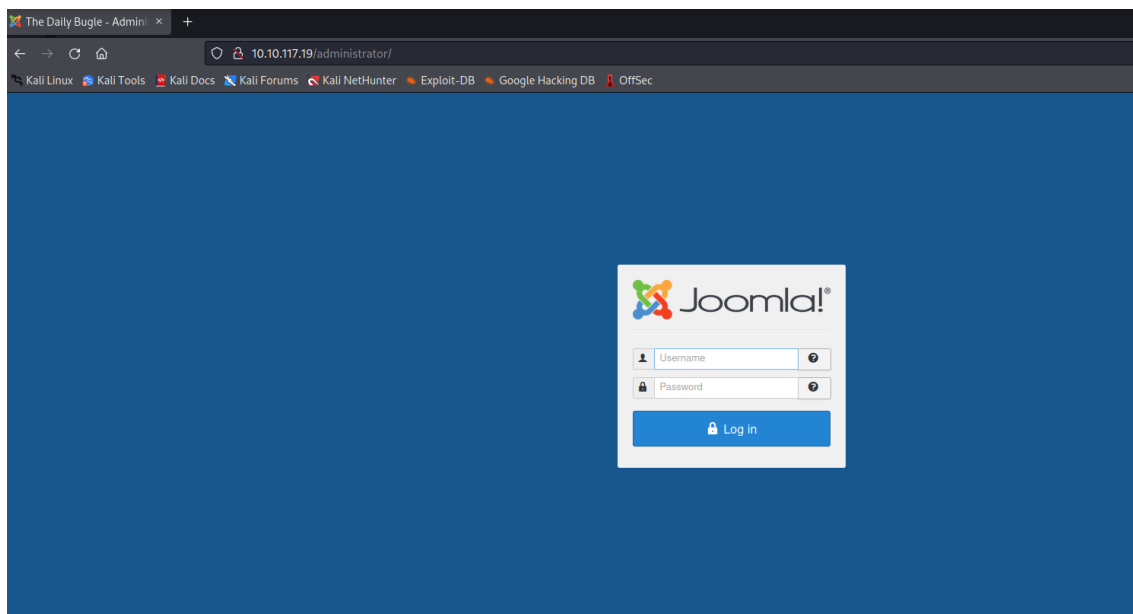 The Daily Bugle - Admini
10.10.117.19/administrator/
Kali Linux Kali Tools Kali Docs Kali Forums Kali NetHunter Exploit-DB Google Hacking DB OffSec
Joomla!®
Username
Password
Log in